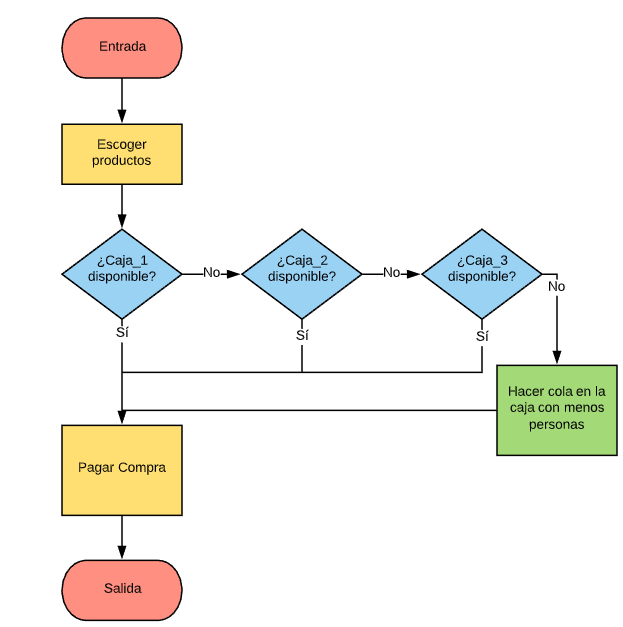 Entrada
Escoger
productos
¿Caja_1
disponible?
No
¿Caja_2
disponible?
No
¿Caja_3
disponible?
No
Sí
Sí
Sí
Hacer cola en la
caja con menos
personas
Pagar Compra
Salida